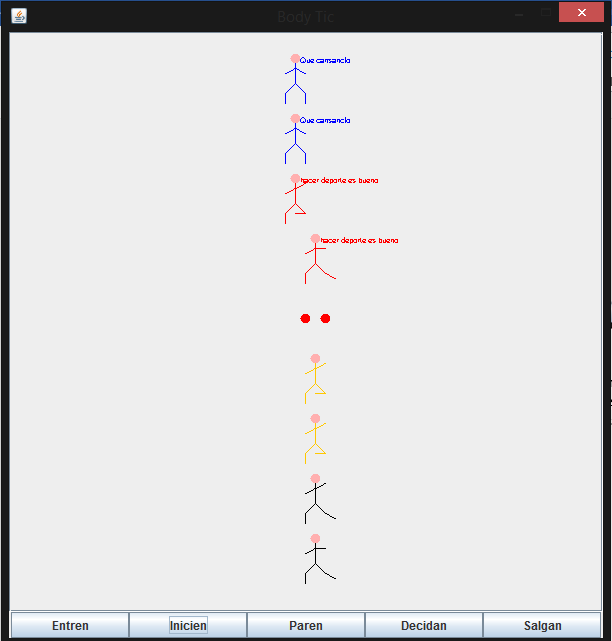 Body Tic
Que cansancio
Que cansancio
hacer deporte es bueno
hacer deporte es bueno
Entren
Inicien
Paren
Decidan
Salgan